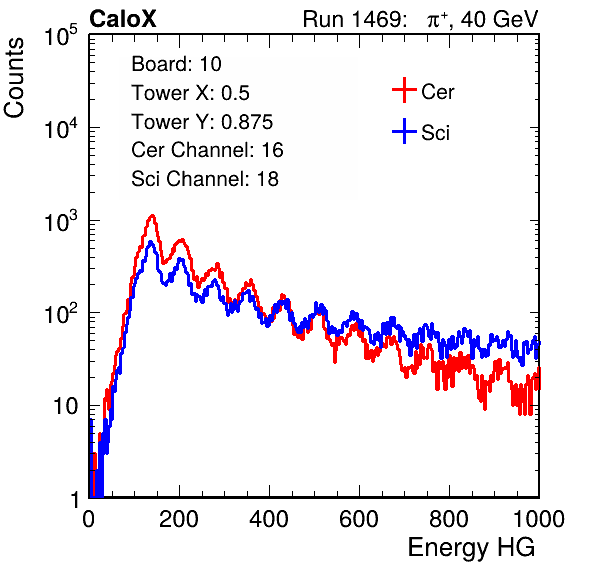 CaloX Run 1469: π⁺, 40 GeV
Counts
10⁵
10⁴
10³
10²
10
1
Board: 10
Tower X: 0.5
Tower Y: 0.875
Cer Channel: 16
Sci Channel: 18
Cer
Sci
0 200 400 600 800 1000
Energy HG